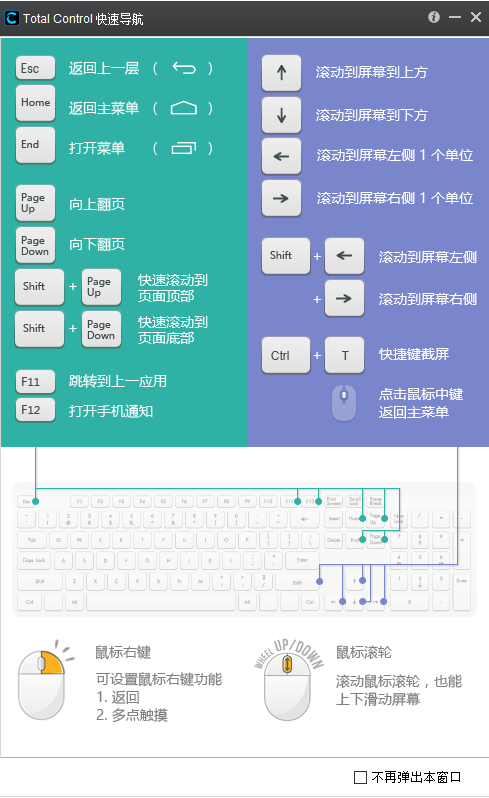 Total Control 快速导航
Esc 返回上一层 ( )
Home 返回主菜单 ( )
End 打开菜单 ( )
Page Up 向上翻页
Page Down 向下翻页
Shift + Page Up 快速滚动到
页面顶部
Shift + Page Down 快速滚动到
页面底部
F11 跳转到上一应用
F12 打开手机通知
滚动到屏幕到上方
滚动到屏幕到下方
滚动到屏幕左侧 1 个单位
滚动到屏幕右侧 1 个单位
Shift + 滚动到屏幕左侧
+ 滚动到屏幕右侧
Ctrl + T 快捷键截屏
点击鼠标中键
返回主菜单
鼠标右键
可设置鼠标右键功能
1. 返回
2. 多点触摸
WHEEL UP/DOWN
鼠标滚轮
滚动鼠标滚轮，也能
上下滑动屏幕
不再弹出本窗口